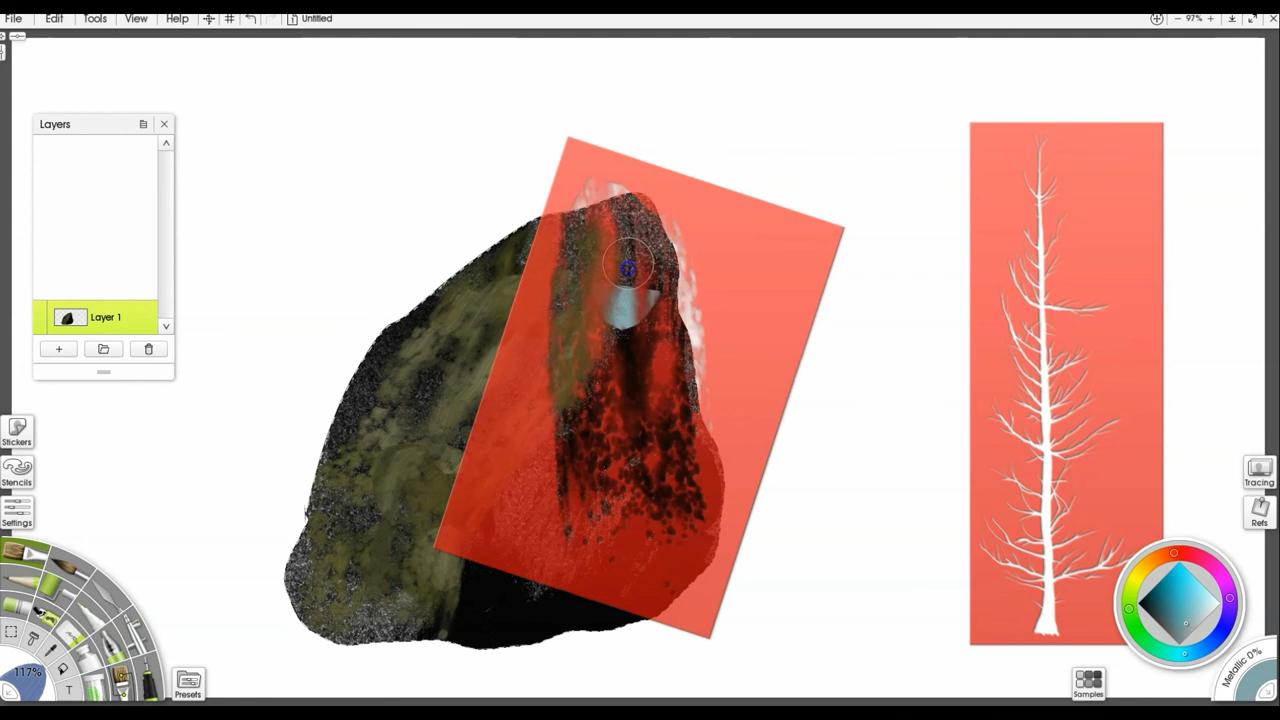 File Edit Tools View Help Untitled 97%
Layers
Layer 1
Stickers
Stencils
Settings
Tracing
Refs
117%
T
Presets
Samples
Metallic 0%